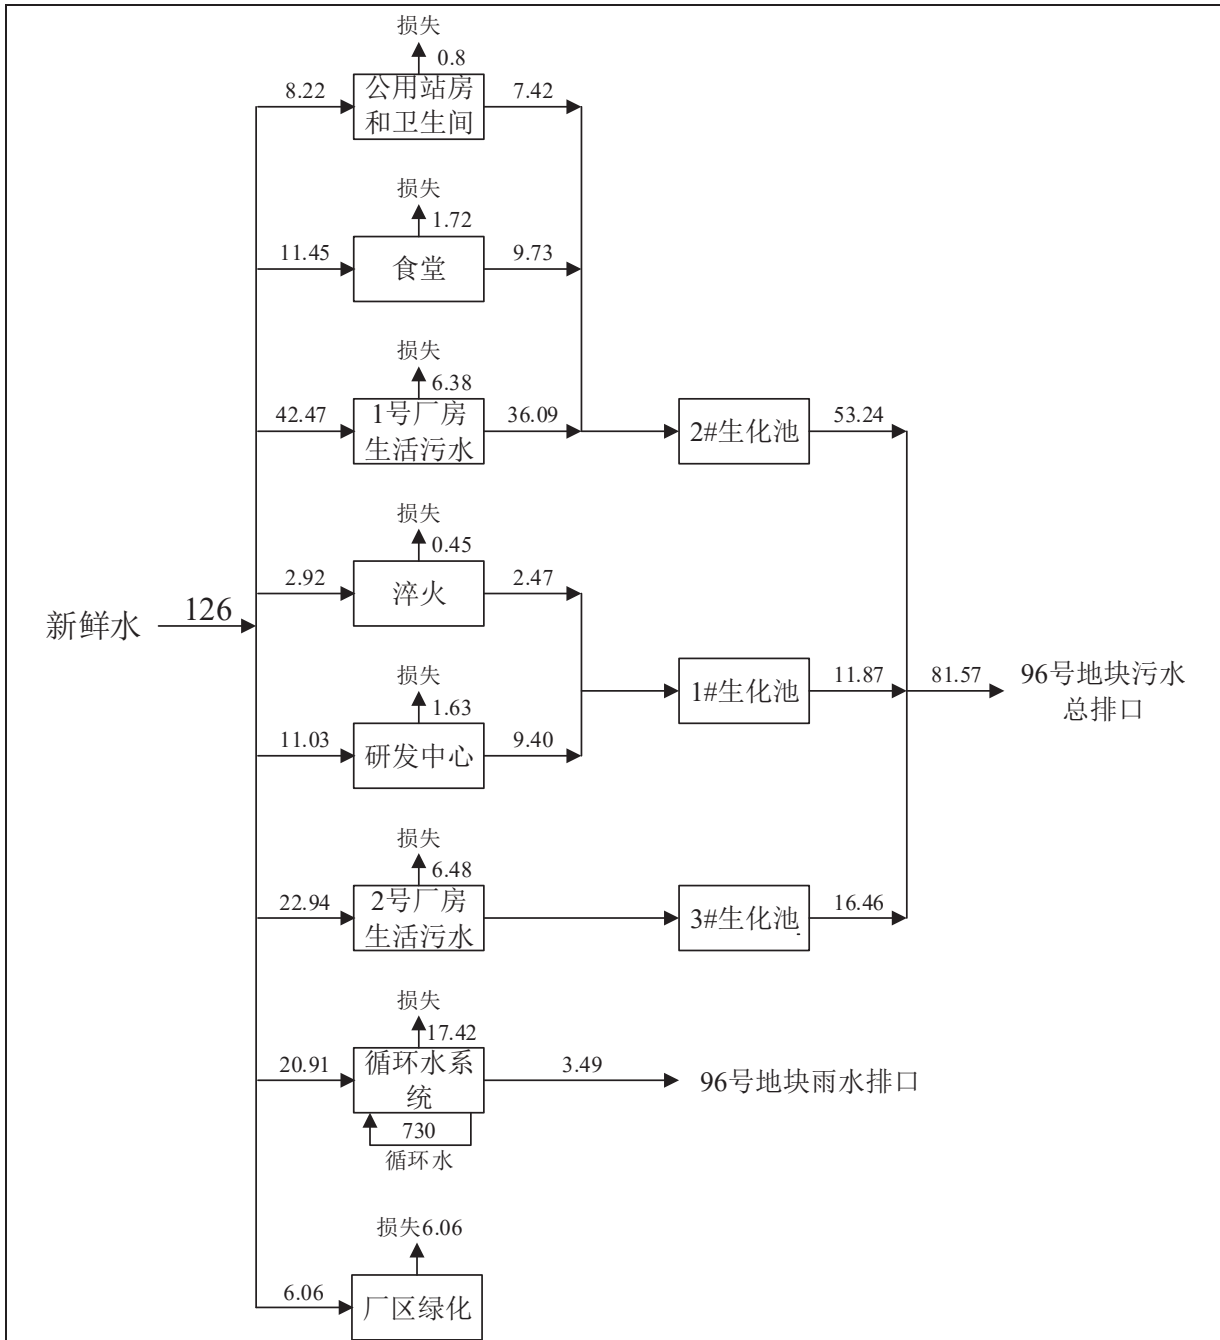 损失
0.8
8.22
公用站房
和卫生间
7.42
损失
1.72
11.45
食堂
9.73
损失
6.38
42.47
1号厂房
生活污水
36.09
2#生化池
53.24
损失
0.45
2.92
淬火
2.47
新鲜水
126
损失
1.63
11.03
研发中心
9.40
1#生化池
11.87
81.57
96号地块污水
总排口
损失
6.48
22.94
2号厂房
生活污水
3#生化池
16.46
损失
17.42
20.91
循环水系
统
3.49
96号地块雨水排口
730
循环水
损失6.06
6.06
厂区绿化